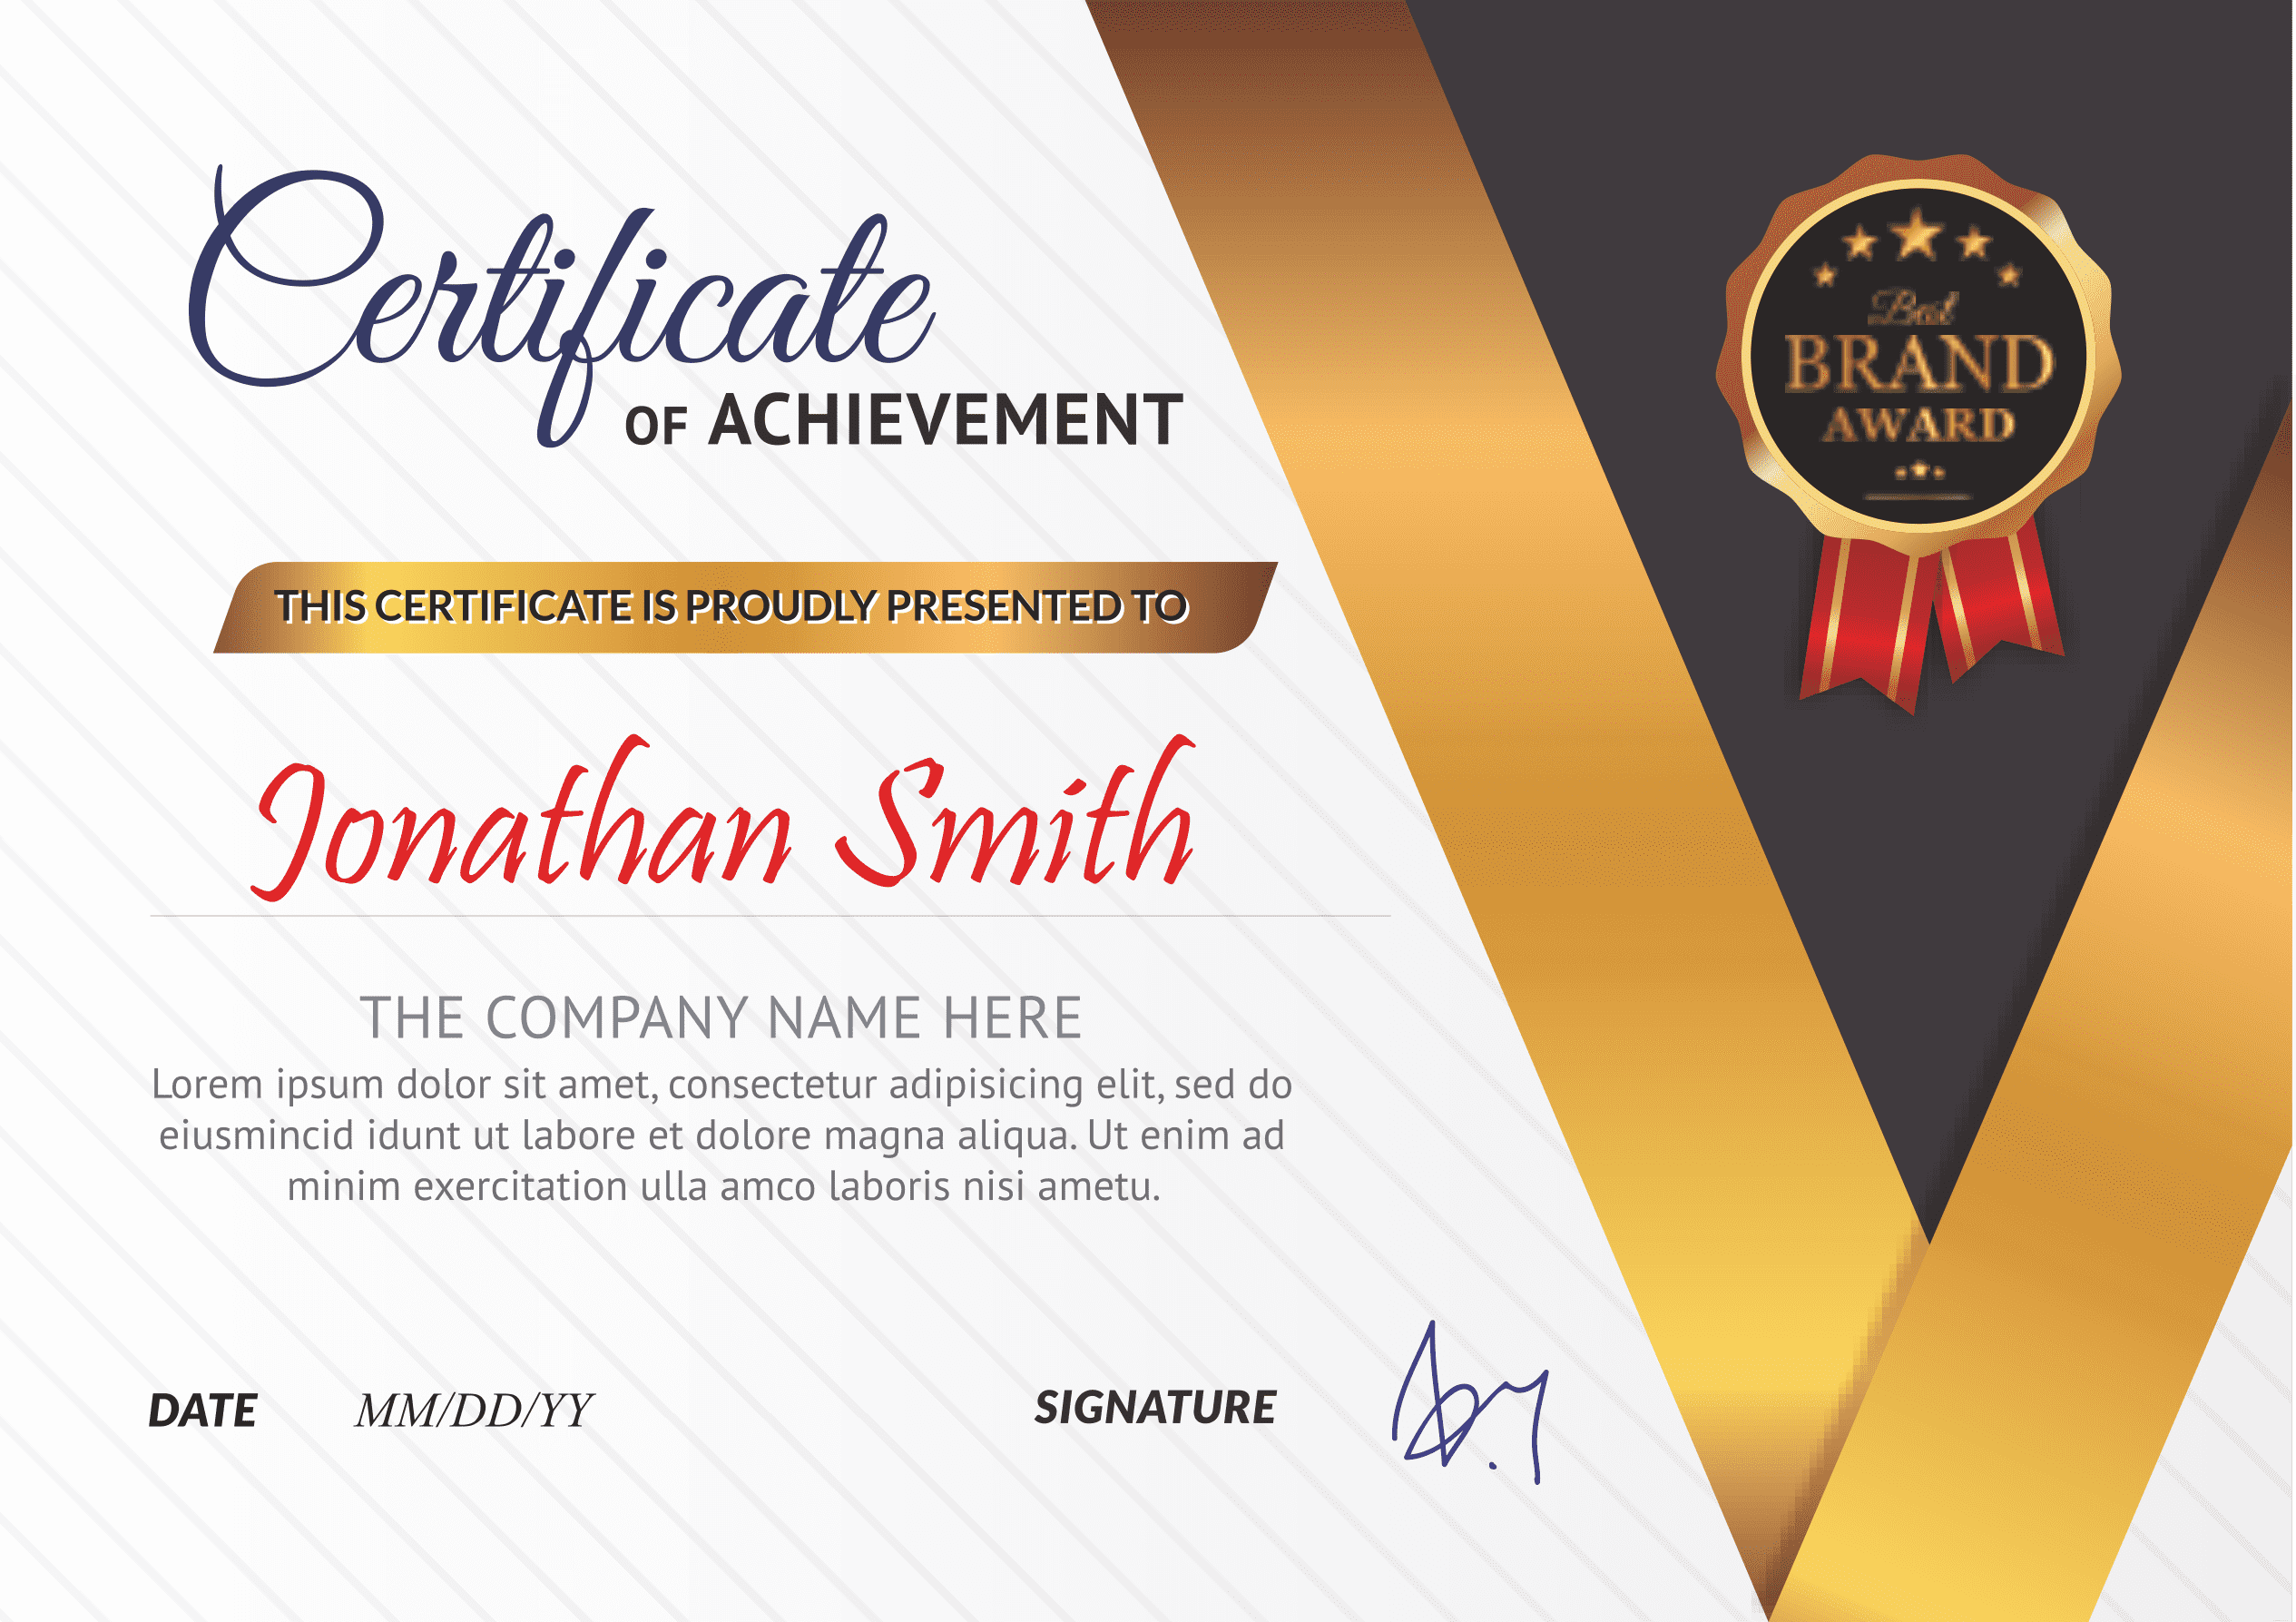 Certificate
OF ACHIEVEMENT
THIS CERTIFICATE IS PROUDLY PRESENTED TO
Jonathan Smith
THE COMPANY NAME HERE
Lorem ipsum dolor sit amet, consectetur adipisicing elit, sed do
eiusmincid idunt ut labore et dolore magna aliqua. Ut enim ad
minim exercitation ulla amco laboris nisi ametu.
DATE MM/DD/YY
SIGNATURE
Best
BRAND
AWARD